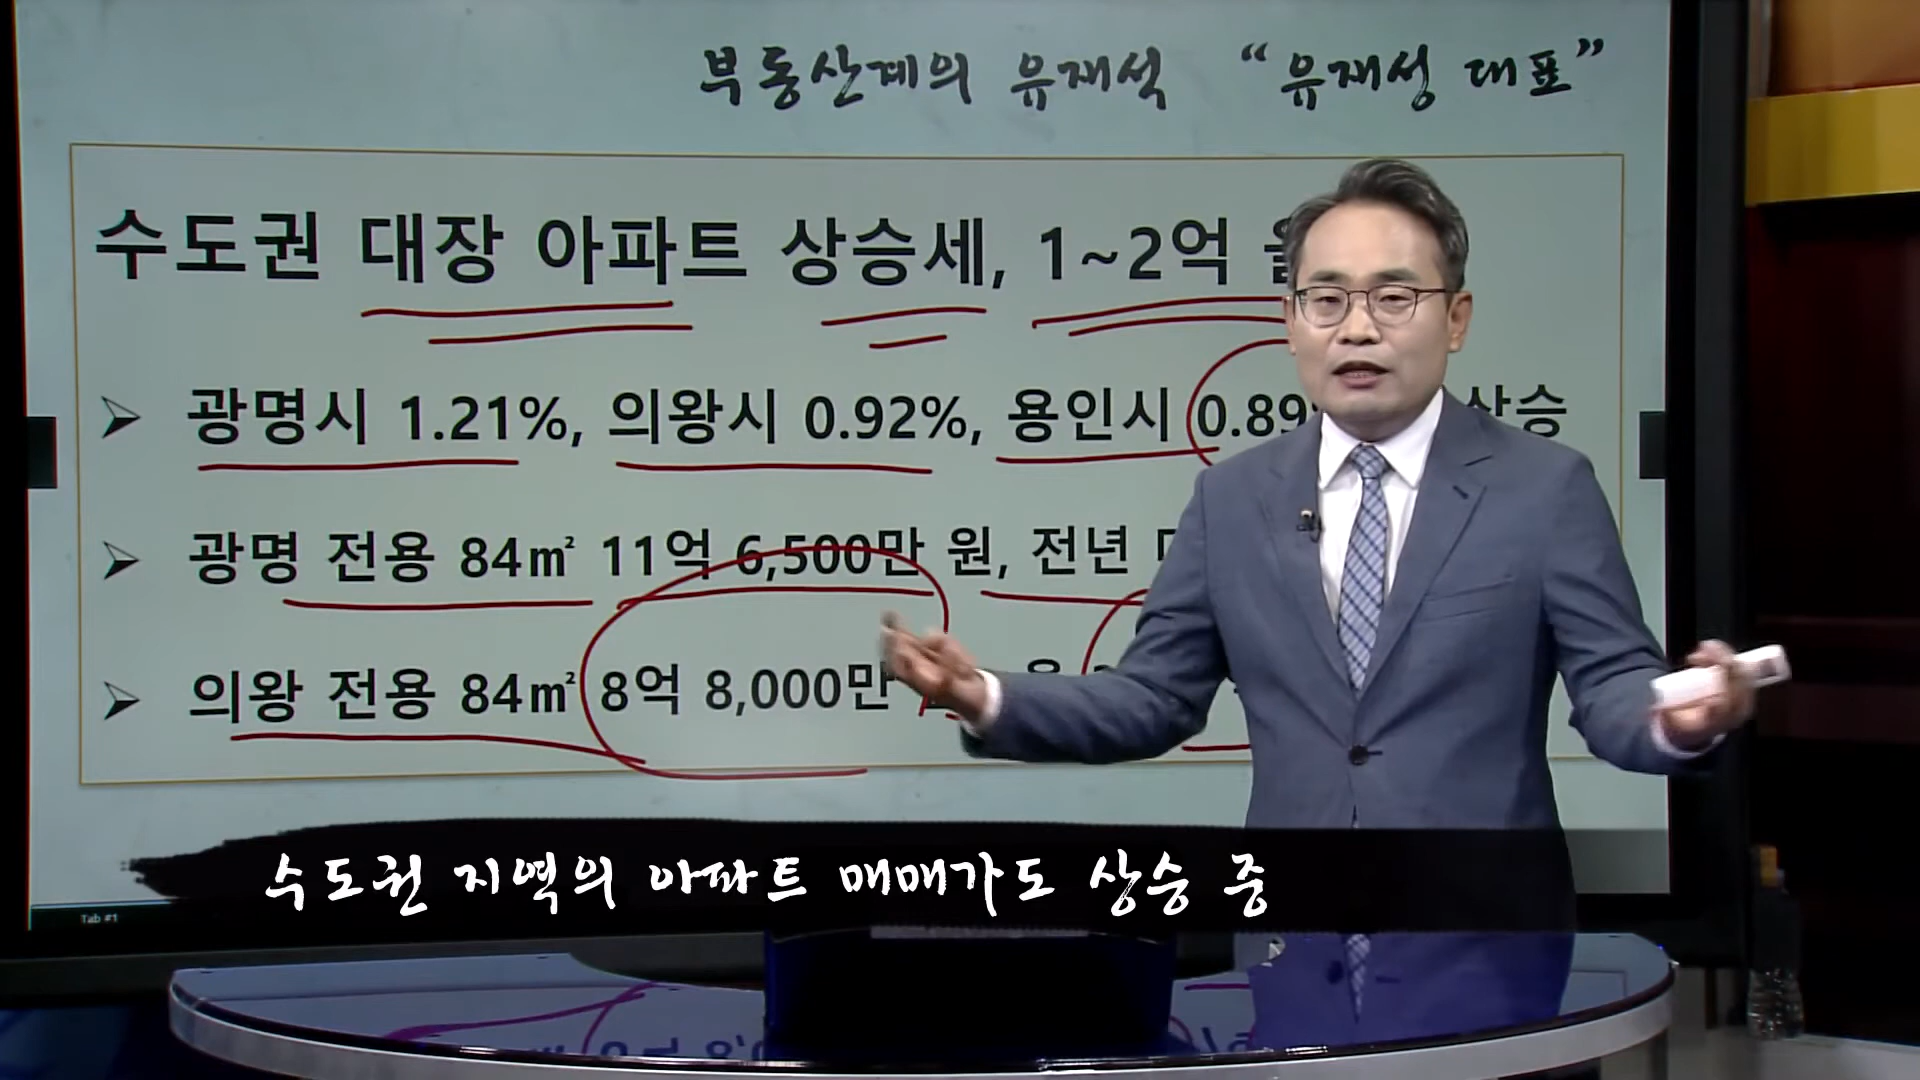 부동산계의 유재석 “유재성 대표”
수도권 대장 아파트 상승세, 1~2억
➢ 광명시 1.21%, 의왕시 0.92%, 용인시 0.89 상승
➢ 광명 전용 84㎡ 11억 6,500만 원, 전년
➢ 의왕 전용 84㎡ 8억 8,000만
수도권 지역의 아파트 매매가도 상승 중
Tab #1